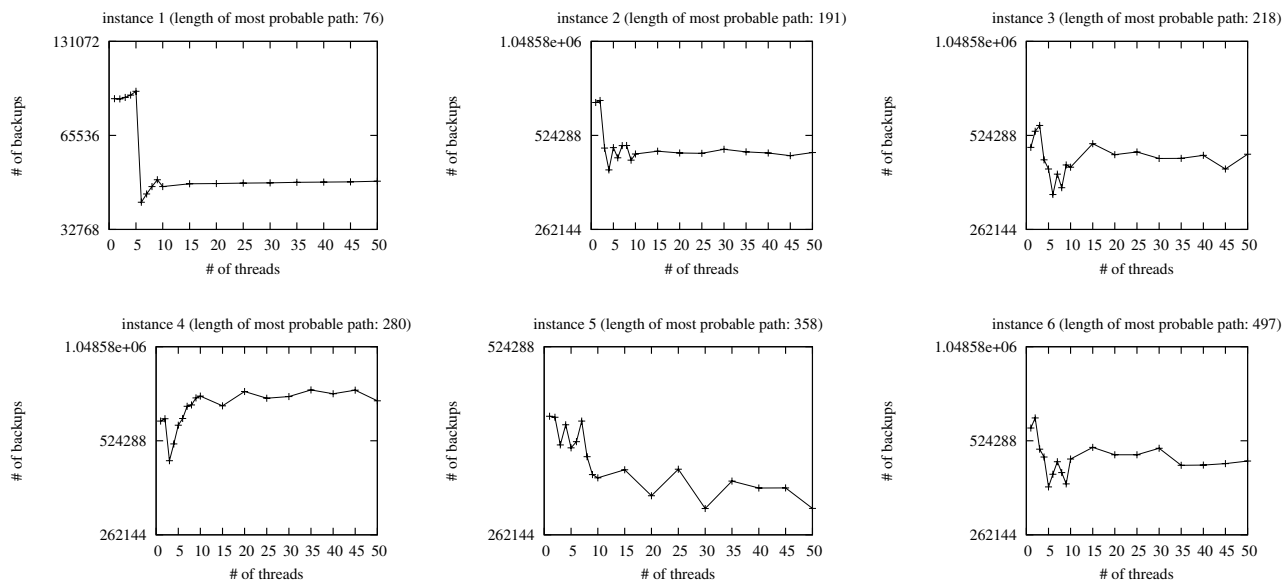 instance 1 (length of most probable path: 76)
131072
65536
32768
# of backups
0 5 10 15 20 25 30 35 40 45 50
# of threads
instance 2 (length of most probable path: 191)
1.04858e+06
524288
262144
# of backups
0 5 10 15 20 25 30 35 40 45 50
# of threads
instance 3 (length of most probable path: 218)
1.04858e+06
524288
262144
# of backups
0 5 10 15 20 25 30 35 40 45 50
# of threads
instance 4 (length of most probable path: 280)
1.04858e+06
524288
262144
# of backups
0 5 10 15 20 25 30 35 40 45 50
# of threads
instance 5 (length of most probable path: 358)
524288
262144
# of backups
0 5 10 15 20 25 30 35 40 45 50
# of threads
instance 6 (length of most probable path: 497)
1.04858e+06
524288
262144
# of backups
0 5 10 15 20 25 30 35 40 45 50
# of threads